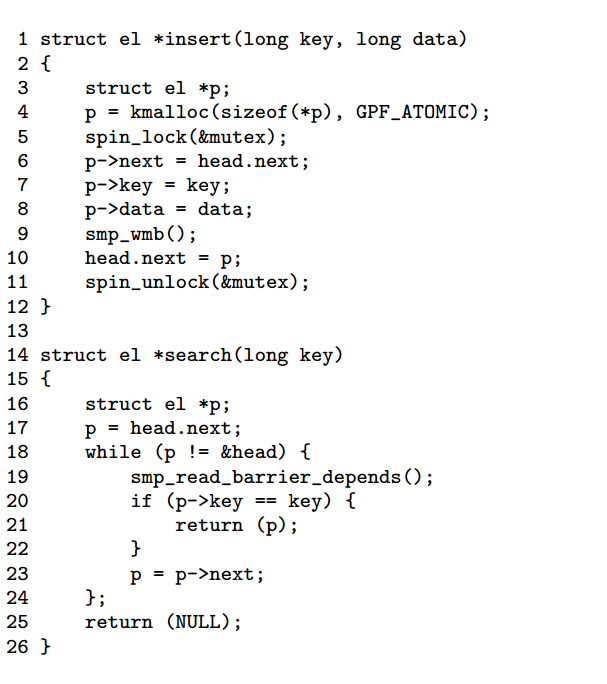 1 struct el *insert(long key, long data)
2 {
3     struct el *p;
4     p = kmalloc(sizeof(*p), GPF_ATOMIC);
5     spin_lock(&mutex);
6     p->next = head.next;
7     p->key = key;
8     p->data = data;
9     smp_wmb();
10     head.next = p;
11     spin_unlock(&mutex);
12 }
13
14 struct el *search(long key)
15 {
16     struct el *p;
17     p = head.next;
18     while (p != &head) {
19         smp_read_barrier_depends();
20         if (p->key == key) {
21             return (p);
22         }
23         p = p->next;
24     };
25     return (NULL);
26 }